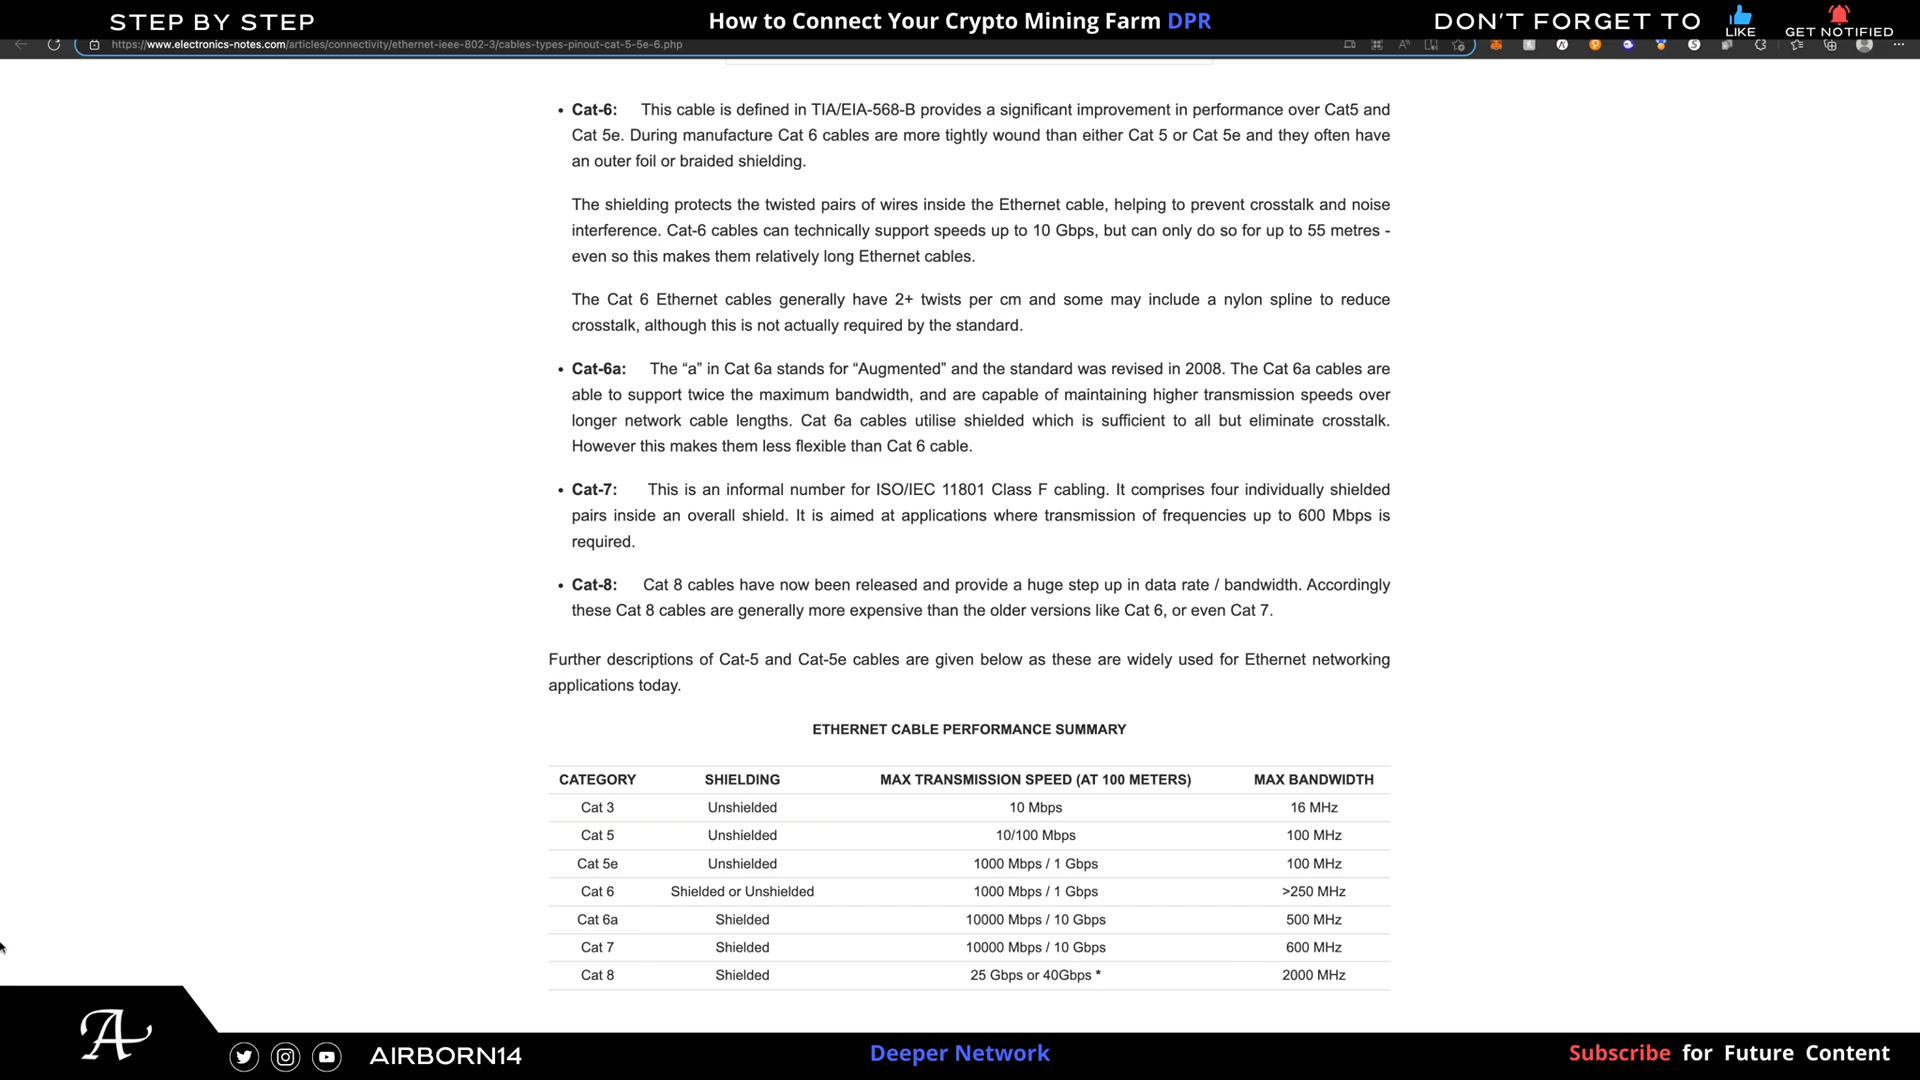 STEP BY STEP
How to Connect Your Crypto Mining Farm DPR
DON'T FORGET TO
LIKE
GET NOTIFIED
https://www.electronics-notes.com/articles/connectivity/ethernet-ieee-802-3/cables-types-pinout-cat-5-5e-6.php
• Cat-6: This cable is defined in TIA/EIA-568-B provides a significant improvement in performance over Cat5 and
Cat 5e. During manufacture Cat 6 cables are more tightly wound than either Cat 5 or Cat 5e and they often have
an outer foil or braided shielding.
The shielding protects the twisted pairs of wires inside the Ethernet cable, helping to prevent crosstalk and noise
interference. Cat-6 cables can technically support speeds up to 10 Gbps, but can only do so for up to 55 metres -
even so this makes them relatively long Ethernet cables.
The Cat 6 Ethernet cables generally have 2+ twists per cm and some may include a nylon spline to reduce
crosstalk, although this is not actually required by the standard.
• Cat-6a: The “a” in Cat 6a stands for “Augmented” and the standard was revised in 2008. The Cat 6a cables are
able to support twice the maximum bandwidth, and are capable of maintaining higher transmission speeds over
longer network cable lengths. Cat 6a cables utilise shielded which is sufficient to all but eliminate crosstalk.
However this makes them less flexible than Cat 6 cable.
• Cat-7: This is an informal number for ISO/IEC 11801 Class F cabling. It comprises four individually shielded
pairs inside an overall shield. It is aimed at applications where transmission of frequencies up to 600 Mbps is
required.
• Cat-8: Cat 8 cables have now been released and provide a huge step up in data rate / bandwidth. Accordingly
these Cat 8 cables are generally more expensive than the older versions like Cat 6, or even Cat 7.
Further descriptions of Cat-5 and Cat-5e cables are given below as these are widely used for Ethernet networking
applications today.
ETHERNET CABLE PERFORMANCE SUMMARY
CATEGORY SHIELDING MAX TRANSMISSION SPEED (AT 100 METERS) MAX BANDWIDTH
Cat 3 Unshielded 10 Mbps 16 MHz
Cat 5 Unshielded 10/100 Mbps 100 MHz
Cat 5e Unshielded 1000 Mbps / 1 Gbps 100 MHz
Cat 6 Shielded or Unshielded 1000 Mbps / 1 Gbps >250 MHz
Cat 6a Shielded 10000 Mbps / 10 Gbps 500 MHz
Cat 7 Shielded 10000 Mbps / 10 Gbps 600 MHz
Cat 8 Shielded 25 Gbps or 40Gbps * 2000 MHz
A
AIRBORN14
Deeper Network
Subscribe for Future Content